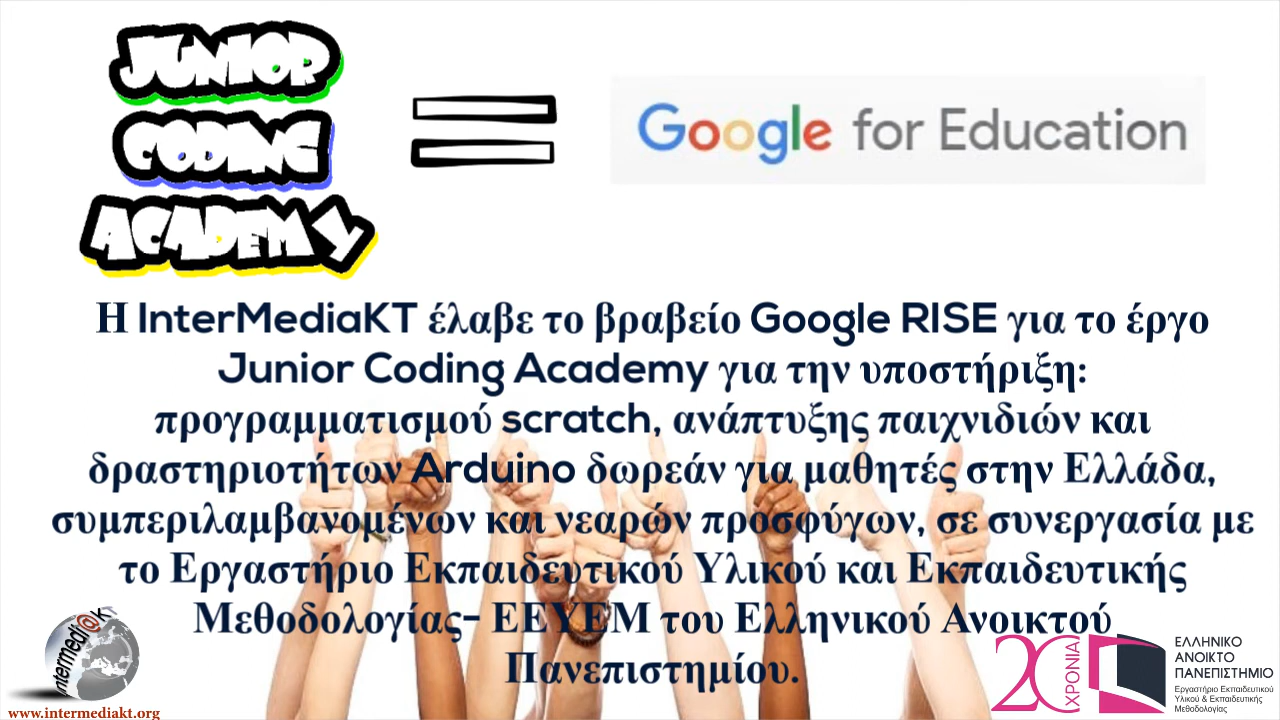 JUNIOR
CODING
ACADEMY
Google for Education
Η InterMediaKT έλαβε το βραβείο Google RISE για το έργο
Junior Coding Academy για την υποστήριξη:
προγραμματισμού scratch, ανάπτυξης παιχνιδιών και
δραστηριοτήτων Arduino δωρεάν για μαθητές στην Ελλάδα,
συμπεριλαμβανομένων και νεαρών προσφύγων, σε συνεργασία με
το Εργαστήριο Εκπαιδευτικού Υλικού και Εκπαιδευτικής
Μεθοδολογίας- ΕΕΥΕΜ του Ελληνικού Ανοικτού
Πανεπιστημίου.
intermedi@K
www.intermediakt.org
20 ΧΡΟΝΙΑ
ΕΛΛΗΝΙΚΟ
ΑΝΟΙΚΤΟ
ΠΑΝΕΠΙΣΤΗΜΙΟ
Εργαστήριο Εκπαιδευτικού
Υλικού & Εκπαιδευτικής
Μεθοδολογίας